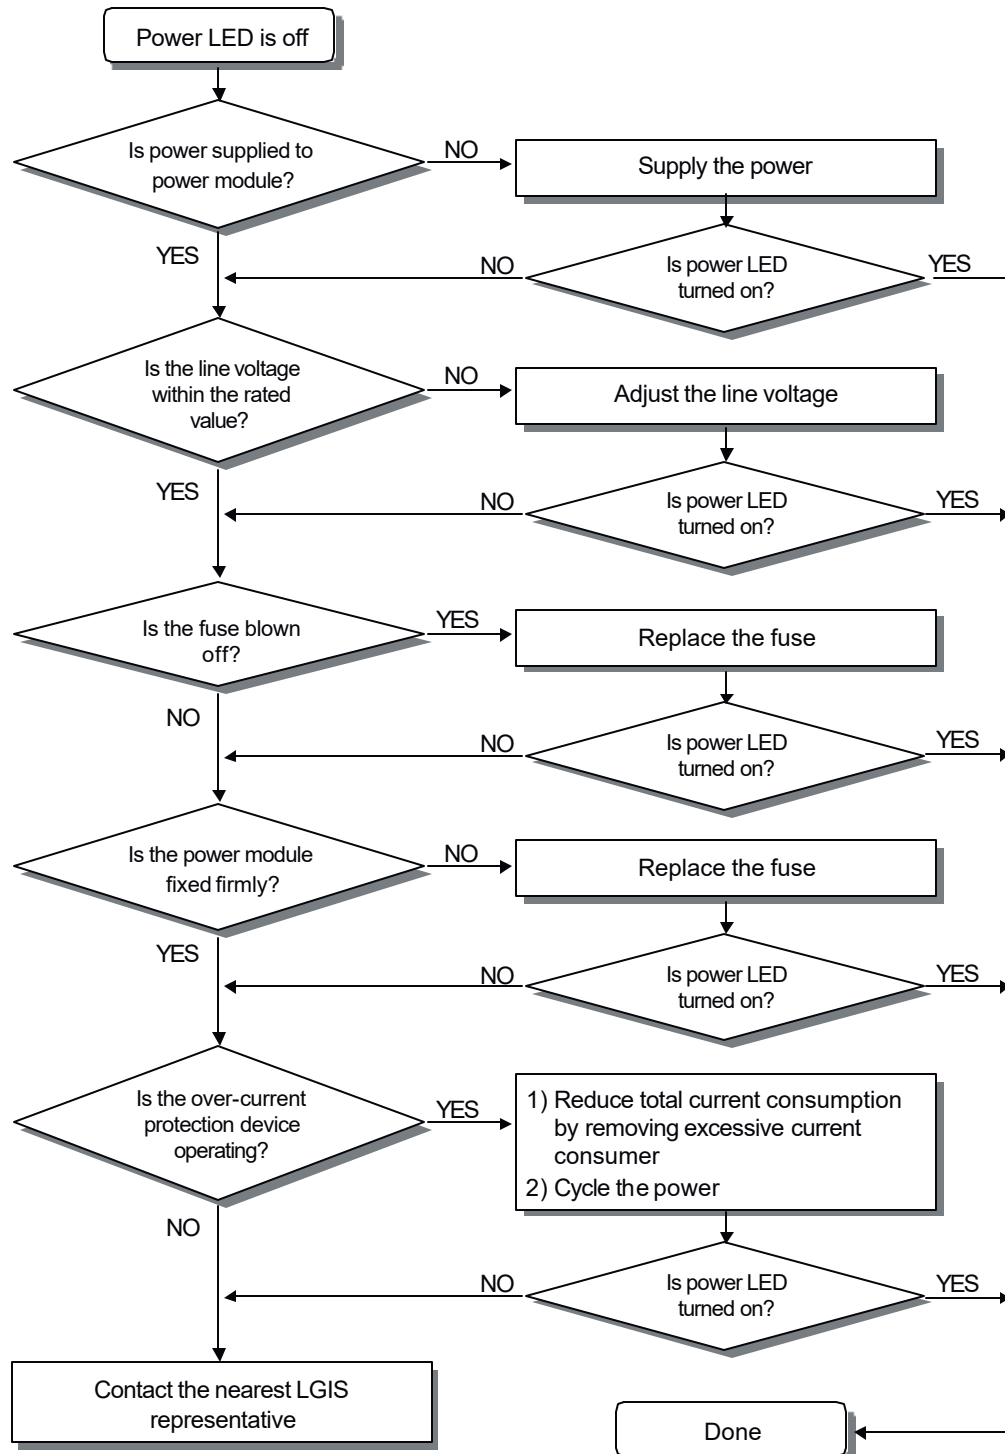 Power LED is off
Is power supplied to
power module?
NO
Supply the power
YES
NO
Is power LED
turned on?
YES
Is the line voltage
within the rated
value?
NO
Adjust the line voltage
YES
NO
Is power LED
turned on?
YES
Is the fuse blown
off?
YES
Replace the fuse
NO
NO
Is power LED
turned on?
YES
Is the power module
fixed firmly?
NO
Replace the fuse
YES
NO
Is power LED
turned on?
YES
Is the over-current
protection device
operating?
YES
1) Reduce total current consumption
by removing excessive current
consumer
2) Cycle the power
NO
NO
Is power LED
turned on?
YES
Contact the nearest LGIS
representative
Done